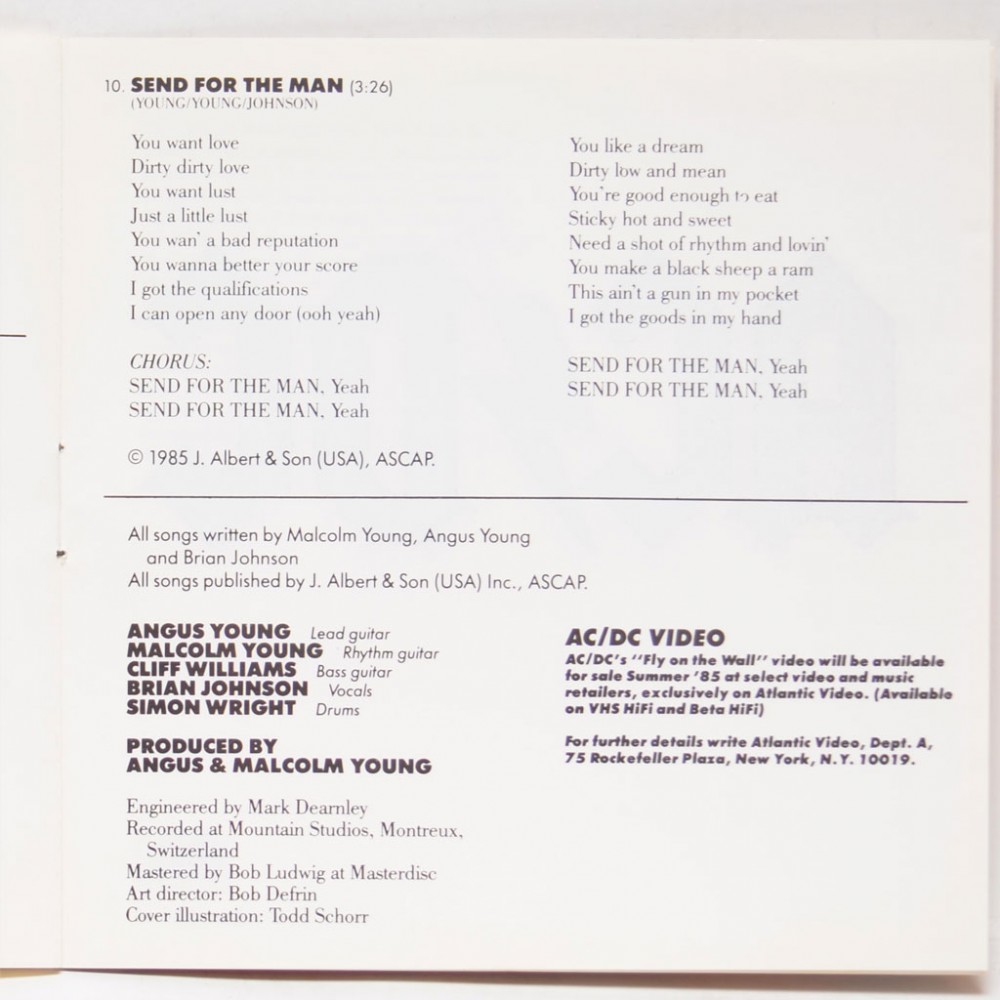 10. SEND FOR THE MAN (3:26)
(YOUNG/YOUNG/JOHNSON)
You want love
Dirty dirty love
You want lust
Just a little lust
You wan' a bad reputation
You wanna better your score
I got the qualifications
I can open any door (ooh yeah)
CHORUS:
SEND FOR THE MAN, Yeah
SEND FOR THE MAN, Yeah
You like a dream
Dirty low and mean
You're good enough to eat
Sticky hot and sweet
Need a shot of rhythm and lovin'
You make a black sheep a ram
This ain't a gun in my pocket
I got the goods in my hand
SEND FOR THE MAN, Yeah
SEND FOR THE MAN, Yeah
© 1985 J. Albert & Son (USA), ASCAP.
All songs written by Malcolm Young, Angus Young
and Brian Johnson
All songs published by J. Albert & Son (USA) Inc., ASCAP.
ANGUS YOUNG Lead guitar
MALCOLM YOUNG Rhythm guitar
CLIFF WILLIAMS Bass guitar
BRIAN JOHNSON Vocals
SIMON WRIGHT Drums
PRODUCED BY
ANGUS & MALCOLM YOUNG
Engineered by Mark Dearnley
Recorded at Mountain Studios, Montreux,
Switzerland
Mastered by Bob Ludwig at Masterdisc
Art director: Bob Defrin
Cover illustration: Todd Schorr
AC/DC VIDEO
AC/DC's "Fly on the Wall" video will be available
for sale Summer '85 at select video and music
retailers, exclusively on Atlantic Video. (Available
on VHS HiFi and Beta HiFi)
For further details write Atlantic Video, Dept. A,
75 Rockefeller Plaza, New York, N.Y. 10019.